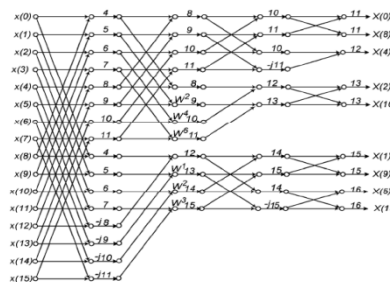 x(0) 4 8 10 11 X(0)
x(1) 5 9 11 11 X(8)
x(2) 6 10 10 12 X(4)
x(3) 7 11 -j11
x(4) 8 8 12 13 X(2)
x(5) 9 W² 9 13 13
x(6) 10 W⁴ 10
x(7) 11 W⁶ 11
x(8) 4 12 14 15
x(9) 5 W¹ 13 15 15
x(10) 6 W² 14 14 16
x(11) 7 W³ 15 -j15 16
x(12) -j8
x(13) -j9
x(14) -j10
x(15) -j11